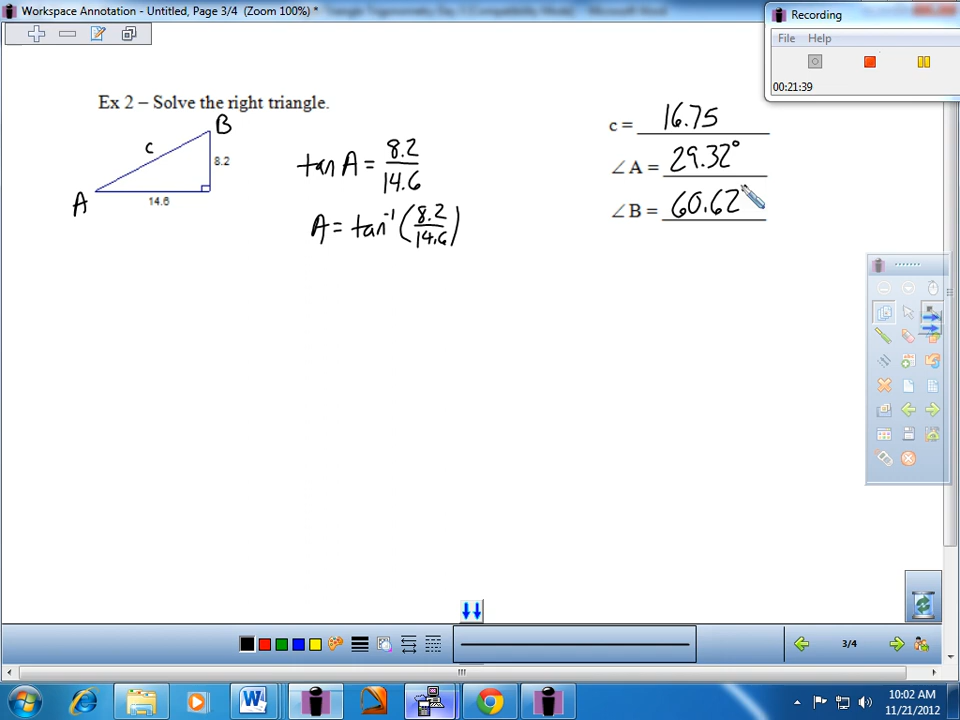 Workspace Annotation - Untitled, Page 3/4 (Zoom 100%) *
Recording
File Help
00:21:39
Ex 2 – Solve the right triangle.
B
c
8.2
A
14.6
tan A = 8.2/14.6
A = tan⁻¹ (8.2/14.6)
c = 16.75
∠A = 29.32°
∠B = 60.62
3/4
10:02 AM
11/21/2012